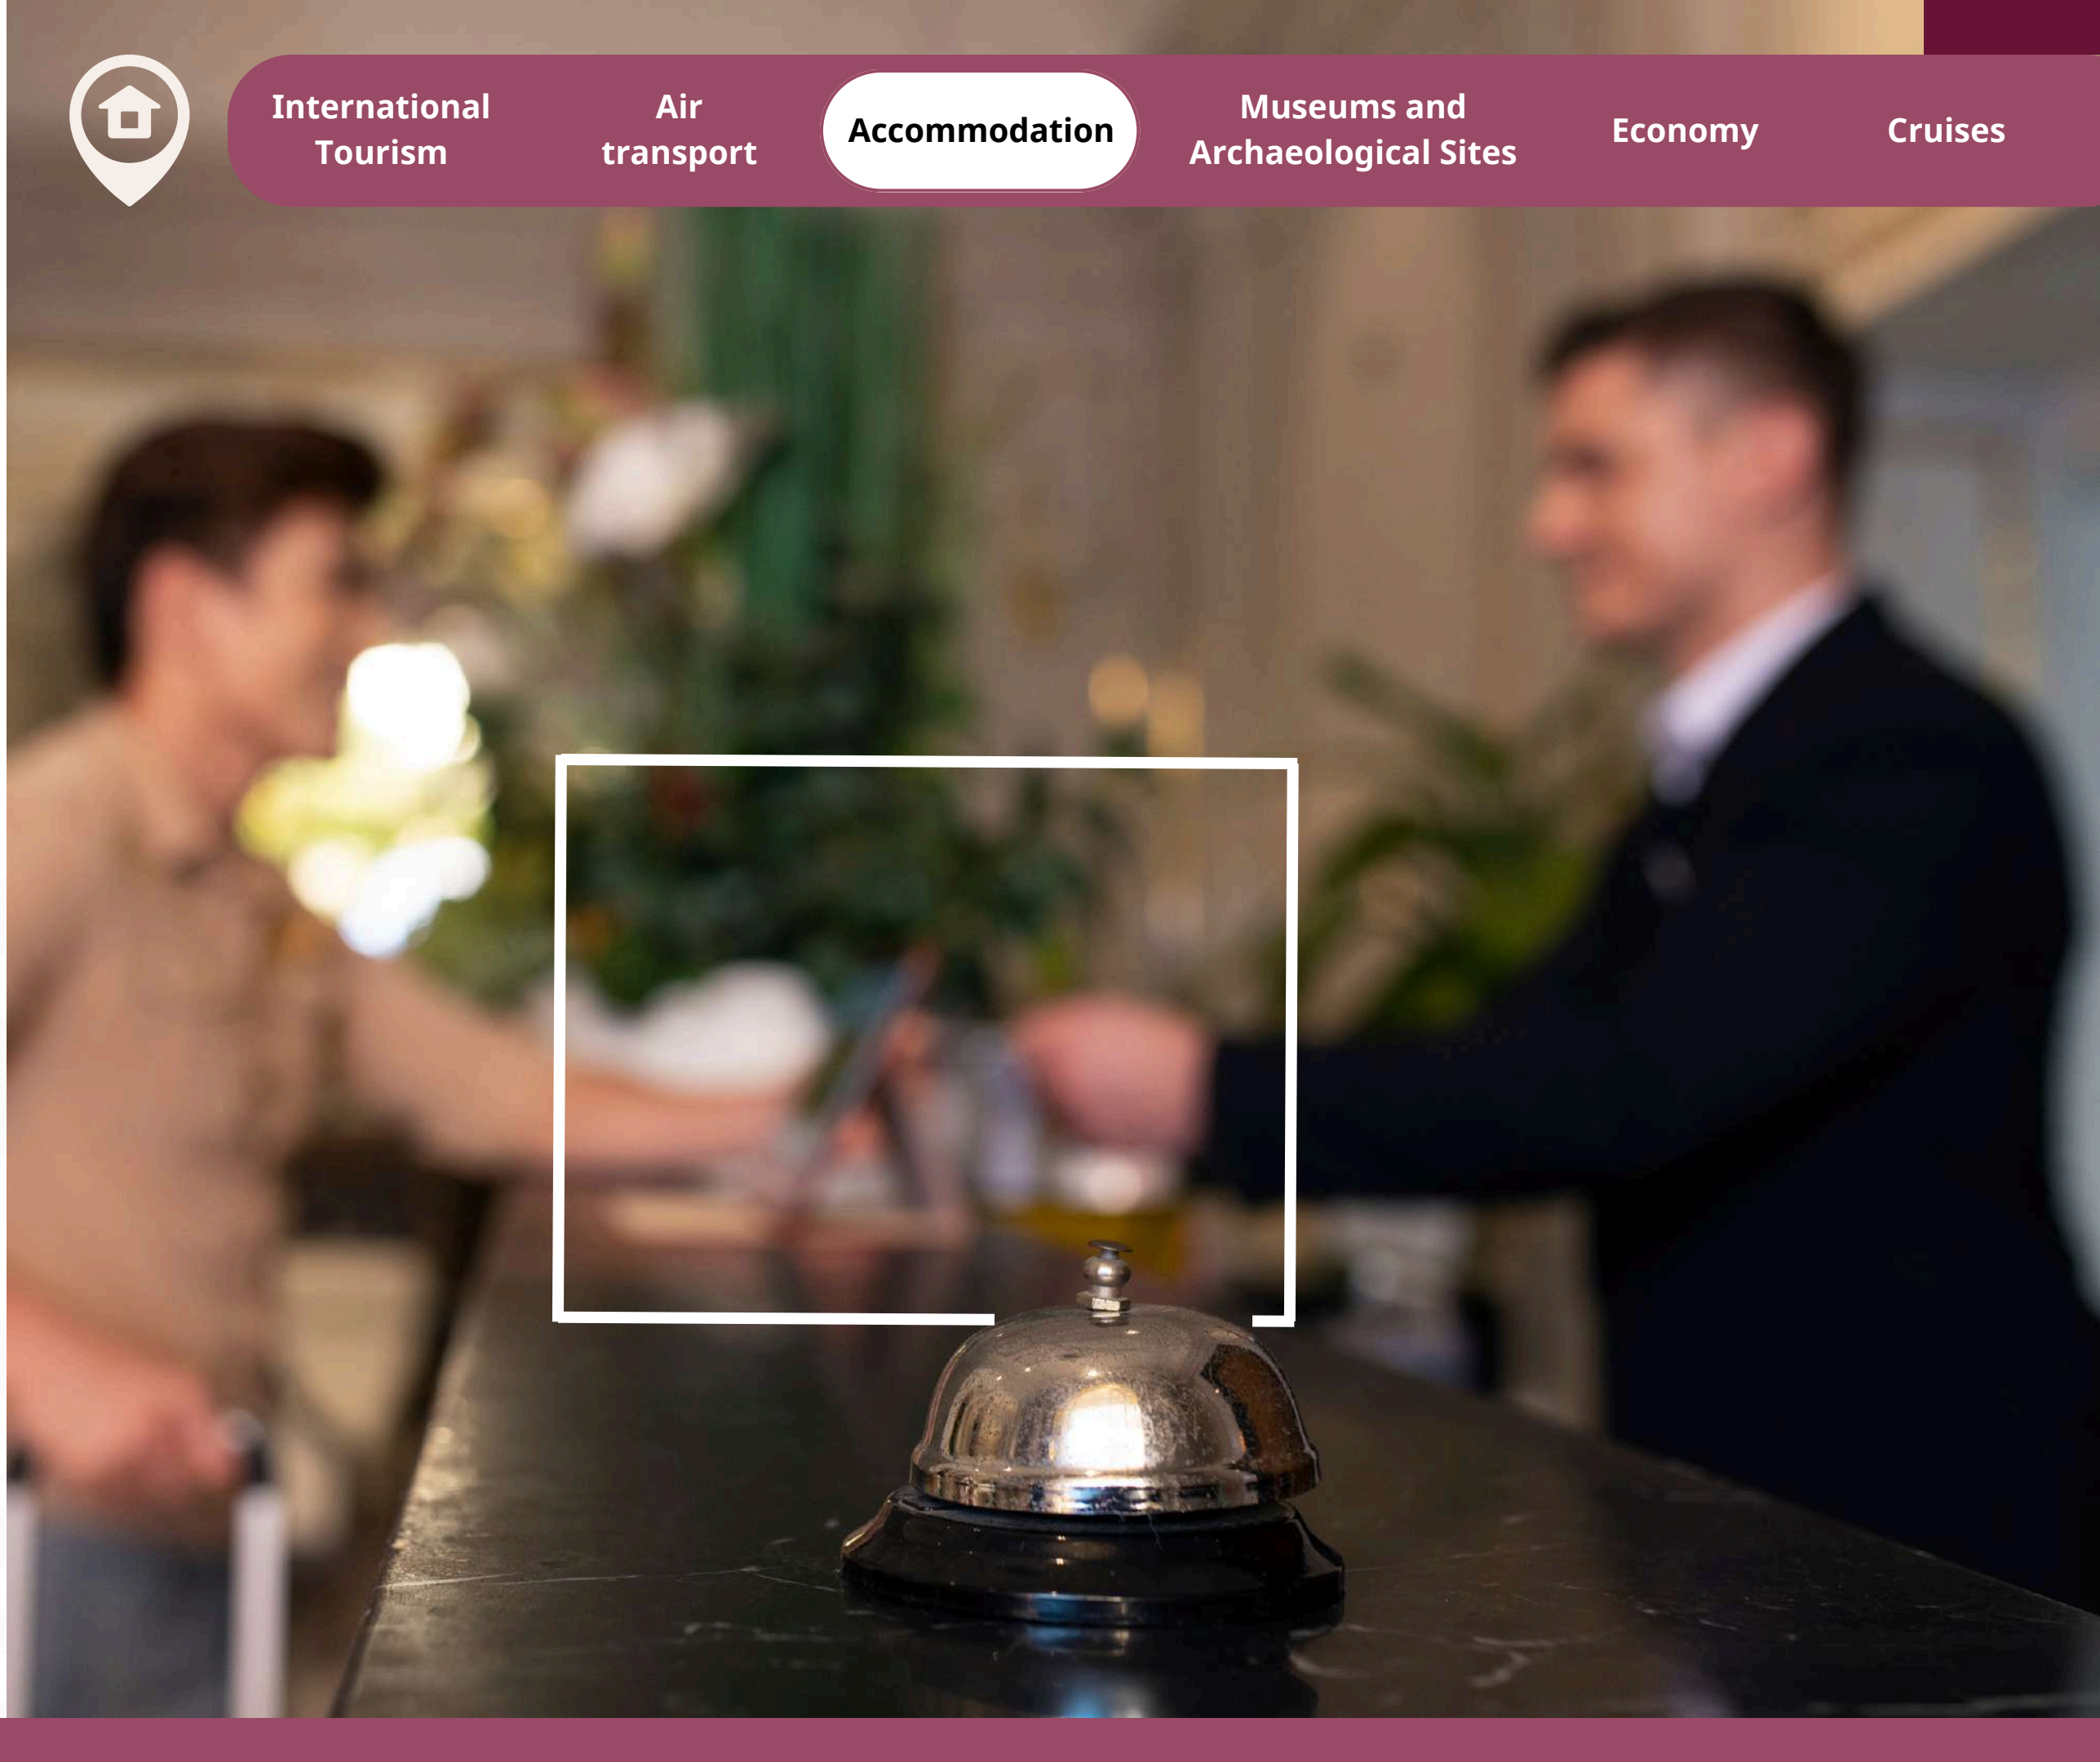 International
Tourism
Air
transport
Accommodation
Museums and
Archaeological Sites
Economy
Cruises